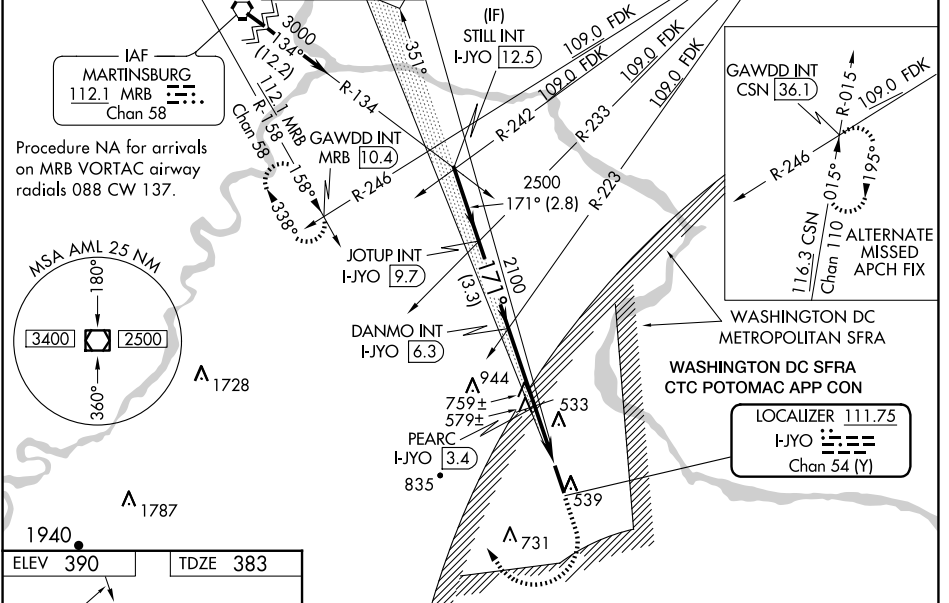 3000
134°
(12.2)
R-134
IAF
MARTINSBURG
112.1 MRB
Chan 58
Procedure NA for arrivals
on MRB VORTAC airway
radials 088 CW 137.
112.1 MRB
R-158
Chan 58
158°
338°
GAWDD INT
MRB 10.4
R-246
351°
(IF)
STILL INT
I-JYO 12.5
109.0 FDK
109.0 FDK
R-242
109.0 FDK
R-233
109.0 FDK
R-223
2500
171° (2.8)
JOTUP INT
I-JYO 9.7
171°
2100
(3.3)
DANMO INT
I-JYO 6.3
GAWDD INT
CSN 36.1
R-015
109.0 FDK
R-246
015°
195°
116.3 CSN
Chan 110
ALTERNATE
MISSED
APCH FIX
MSA AML 25 NM
180°
3400
2500
360°
WASHINGTON DC
METROPOLITAN SFRA
WASHINGTON DC SFRA
CTC POTOMAC APP CON
LOCALIZER 111.75
I-JYO
Chan 54 (Y)
1728
944
759±
579±
533
PEARC
I-JYO 3.4
835
539
731
1787
1940
ELEV 390
TDZE 383